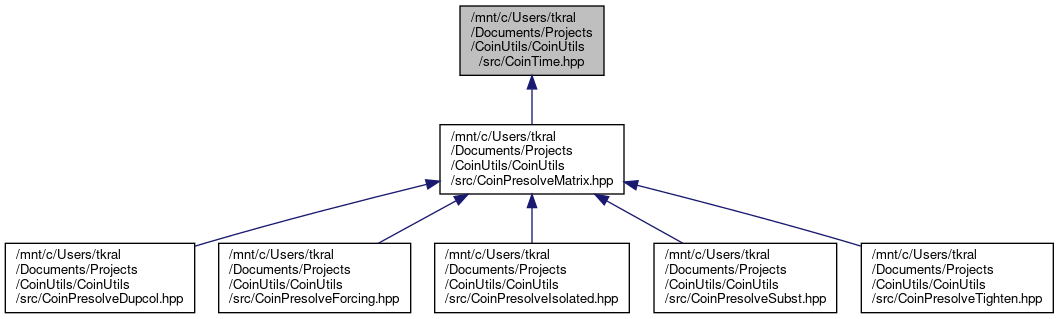 /mnt/c/Users/tkral
/Documents/Projects
/CoinUtils/CoinUtils
/src/CoinTime.hpp
/mnt/c/Users/tkral
/Documents/Projects
/CoinUtils/CoinUtils
/src/CoinPresolveMatrix.hpp
/mnt/c/Users/tkral
/Documents/Projects
/CoinUtils/CoinUtils
/src/CoinPresolveDupcol.hpp
/mnt/c/Users/tkral
/Documents/Projects
/CoinUtils/CoinUtils
/src/CoinPresolveForcing.hpp
/mnt/c/Users/tkral
/Documents/Projects
/CoinUtils/CoinUtils
/src/CoinPresolveIsolated.hpp
/mnt/c/Users/tkral
/Documents/Projects
/CoinUtils/CoinUtils
/src/CoinPresolveSubst.hpp
/mnt/c/Users/tkral
/Documents/Projects
/CoinUtils/CoinUtils
/src/CoinPresolveTighten.hpp